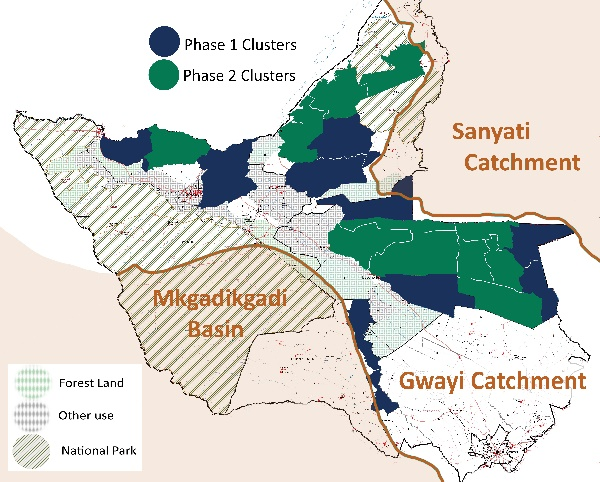 Phase 1 Clusters
Phase 2 Clusters
Sanyati
Catchment
Mkgadikgadi
Basin
Gwayi Catchment
Forest Land
Other use
National Park